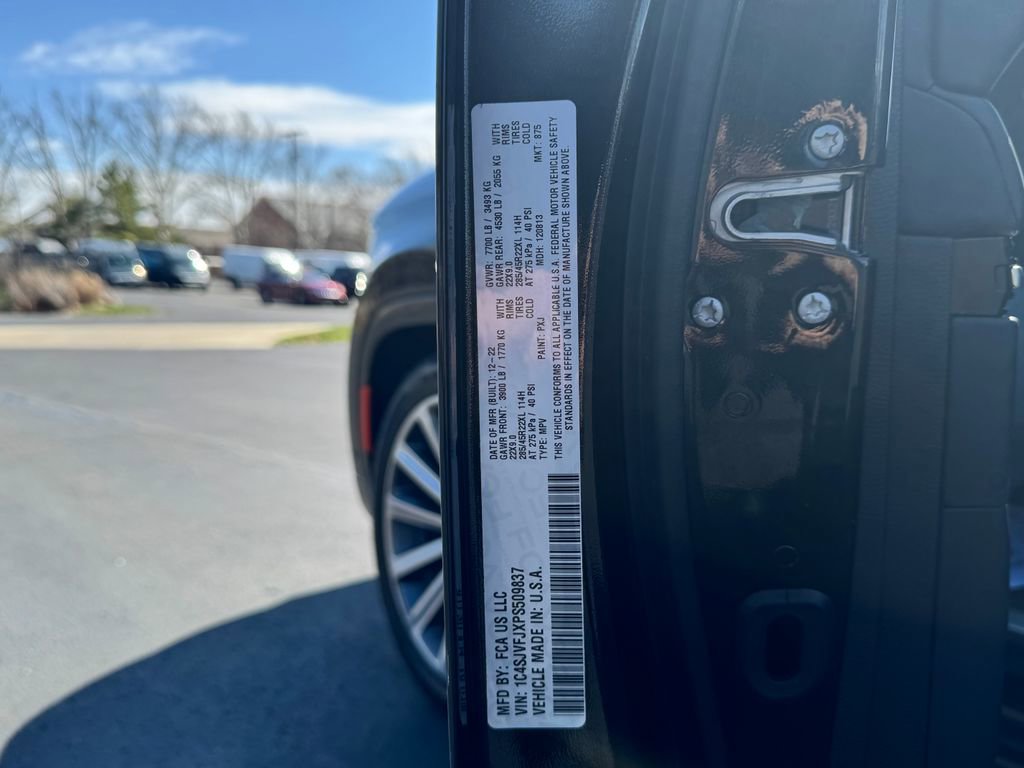 MFD BY: FCA US LLC
VIN: 1C4SJVFJXPS509837
VEHICLE MADE IN: U.S.A.
DATE OF MFR (BUILT): 12-22 GVWR: 7700 LB / 3493 KG
GAWR FRONT: 3900 LB / 1770 KG WITH GAWR REAR: 4530 LB / 2055 KG WITH
22X9.0 RIMS 22X9.0 RIMS
285/45R22XL 114H TIRES 285/45R22XL 114H TIRES
AT 275 kPa / 40 PSI COLD AT 275 kPa / 40 PSI COLD
TYPE: MPV PAINT: PXJ MDH: 120813 MKT: 875
THIS VEHICLE CONFORMS TO ALL APPLICABLE U.S.A. FEDERAL MOTOR VEHICLE SAFETY
STANDARDS IN EFFECT ON THE DATE OF MANUFACTURE SHOWN ABOVE.